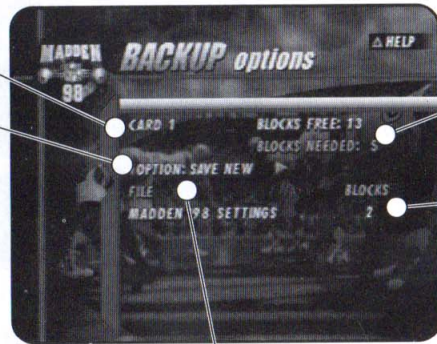 MADDEN 98
BACKUP options
△ HELP
CARD 1
BLOCKS FREE: 13
BLOCKS NEEDED: 5
OPTION: SAVE NEW
FILE BLOCKS
MADDEN 98 SETTINGS 2